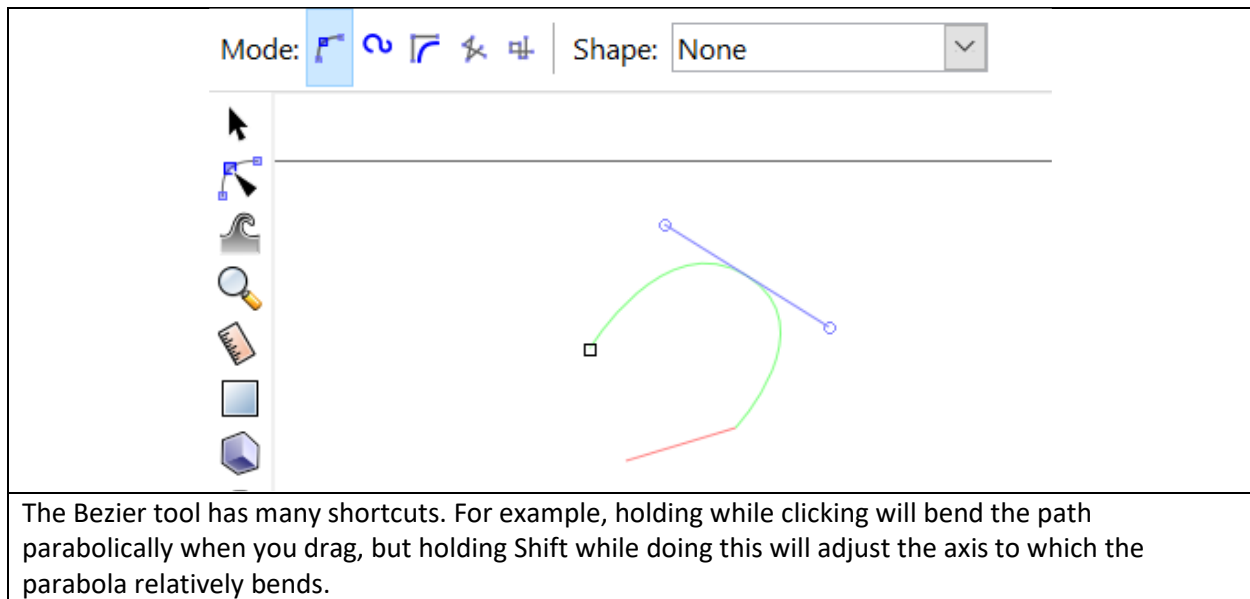 Mode: Shape: None
The Bezier tool has many shortcuts. For example, holding while clicking will bend the path
parabolically when you drag, but holding Shift while doing this will adjust the axis to which the
parabola relatively bends.